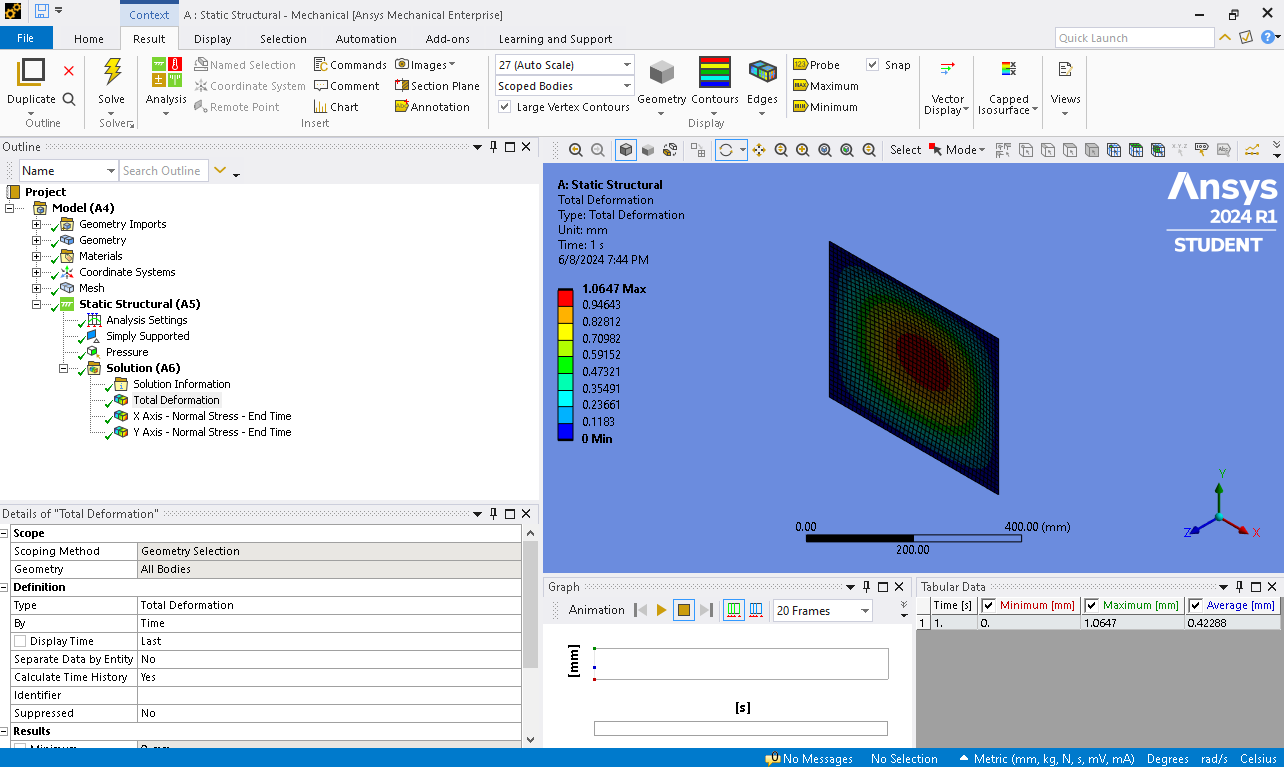 Context
A : Static Structural - Mechanical [Ansys Mechanical Enterprise]
File
Home
Result
Display
Selection
Automation
Add-ons
Learning and Support
Quick Launch
Duplicate
Outline
Solve
Solver
Analysis
Named Selection
Coordinate System
Remote Point
Commands
Comment
Chart
Images
Section Plane
Annotation
Insert
27 (Auto Scale)
Scoped Bodies
Large Vertex Contours
Geometry
Contours
Edges
Display
Probe
Maximum
Minimum
Snap
Vector
Display
Capped
Isosurface
Views
Outline
Name
Search Outline
Project
Model (A4)
Geometry Imports
Geometry
Materials
Coordinate Systems
Mesh
Static Structural (A5)
Analysis Settings
Simply Supported
Pressure
Solution (A6)
Solution Information
Total Deformation
X Axis - Normal Stress - End Time
Y Axis - Normal Stress - End Time
Select
Mode
A: Static Structural
Total Deformation
Type: Total Deformation
Unit: mm
Time: 1 s
6/8/2024 7:44 PM
1.0647 Max
0.94643
0.82812
0.70982
0.59152
0.47321
0.35491
0.23661
0.1183
0 Min
Ansys
2024 R1
STUDENT
0.00
400.00 (mm)
200.00
Y
Z
X
Details of "Total Deformation"
Scope
Scoping Method Geometry Selection
Geometry All Bodies
Definition
Type Total Deformation
By Time
Display Time Last
Separate Data by Entity No
Calculate Time History Yes
Identifier
Suppressed No
Results
Minimum 0. mm
Graph
Animation
20 Frames
[mm]
[s]
Tabular Data
Time [s] Minimum [mm] Maximum [mm] Average [mm]
1 1. 0. 1.0647 0.42288
0 No Messages
No Selection
Metric (mm, kg, N, s, mV, mA)
Degrees
rad/s
Celsius